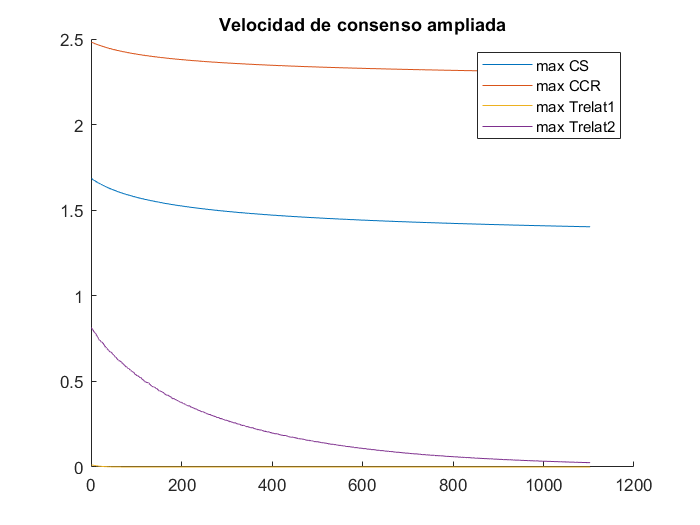 Velocidad de consenso ampliada
2.5
2
1.5
1
0.5
0
0 200 400 600 800 1000 1200
max CS
max CCR
max Trelat1
max Trelat2